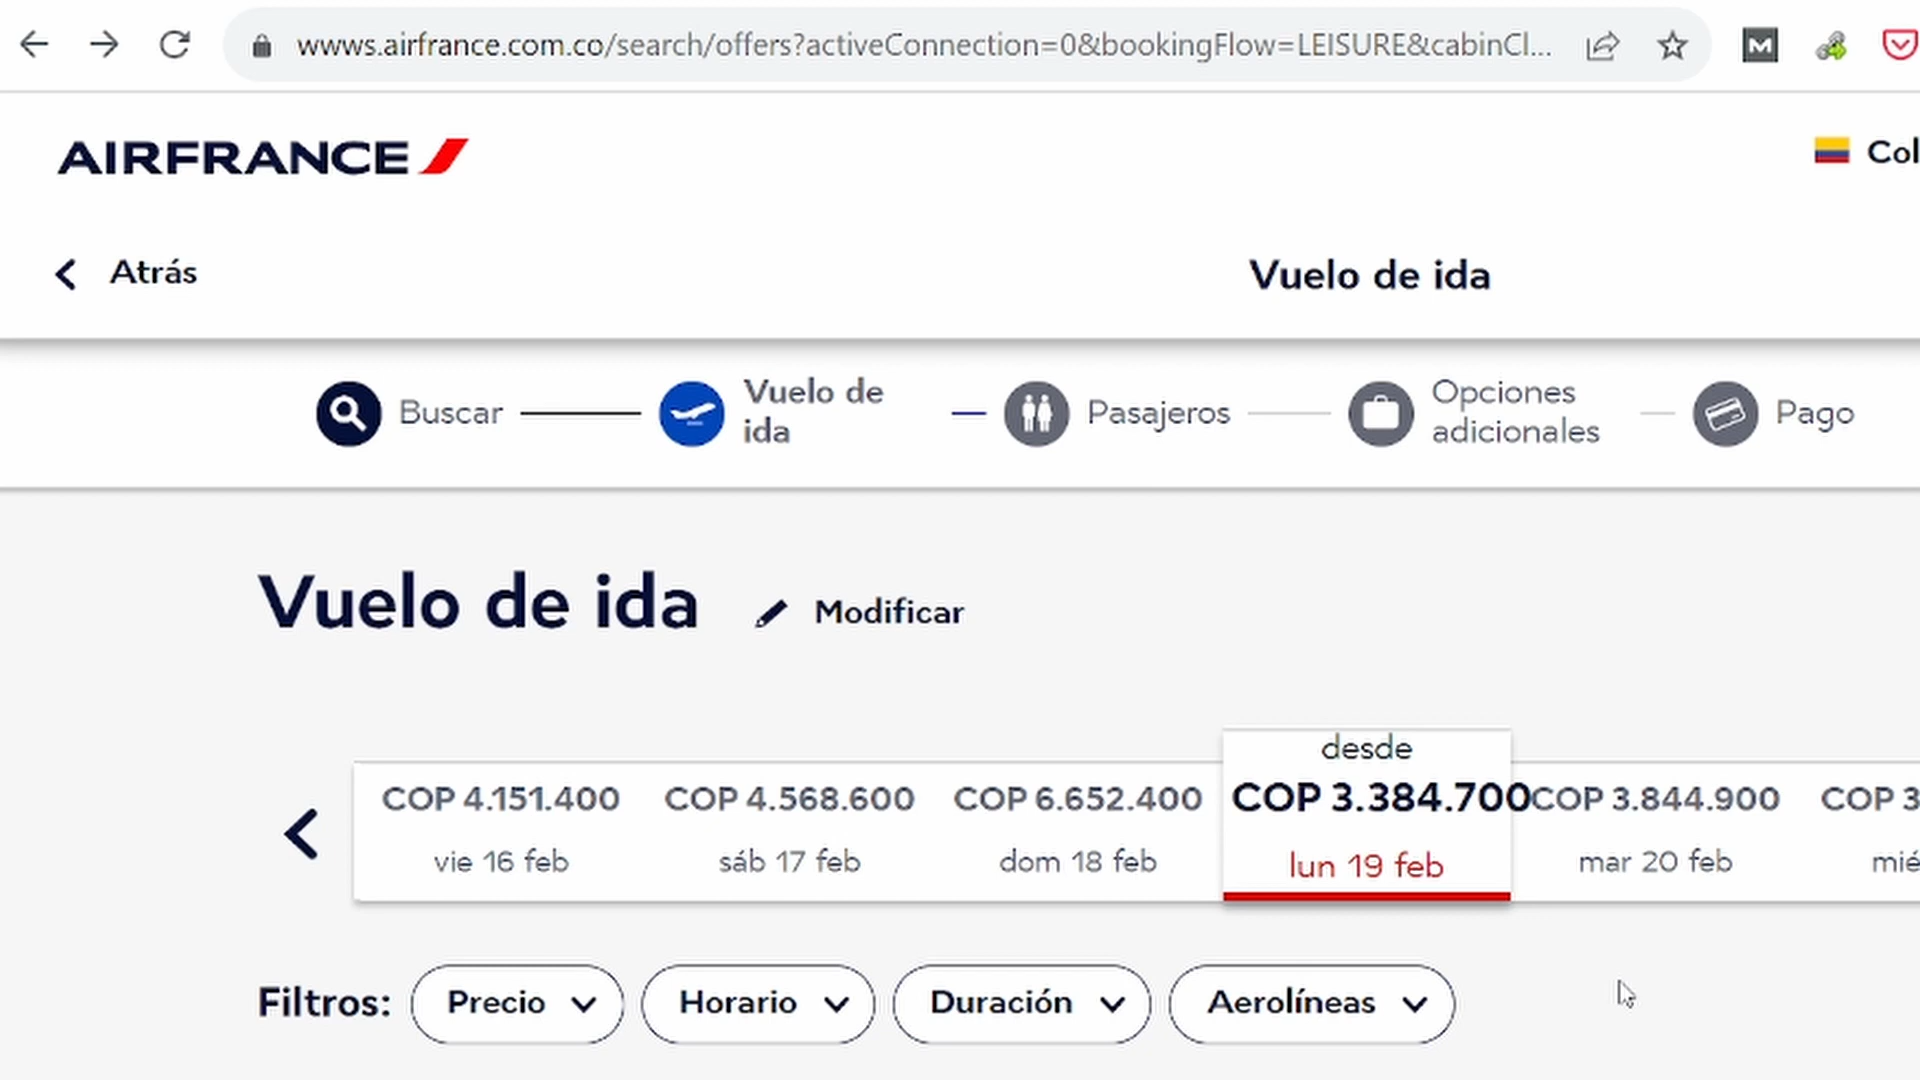 wwws.airfrance.com.co/search/offers?activeConnection=0&bookingFlow=LEISURE&cabinCl...
M
AIRFRANCE
Col
Atrás
Vuelo de ida
Buscar
Vuelo de
ida
Pasajeros
Opciones
adicionales
Pago
Vuelo de ida
Modificar
desde
COP 4.151.400 COP 4.568.600 COP 6.652.400 COP 3.384.700 COP 3.844.900 COP 3
vie 16 feb sáb 17 feb dom 18 feb lun 19 feb mar 20 feb mié
Filtros: Precio Horario Duración Aerolíneas